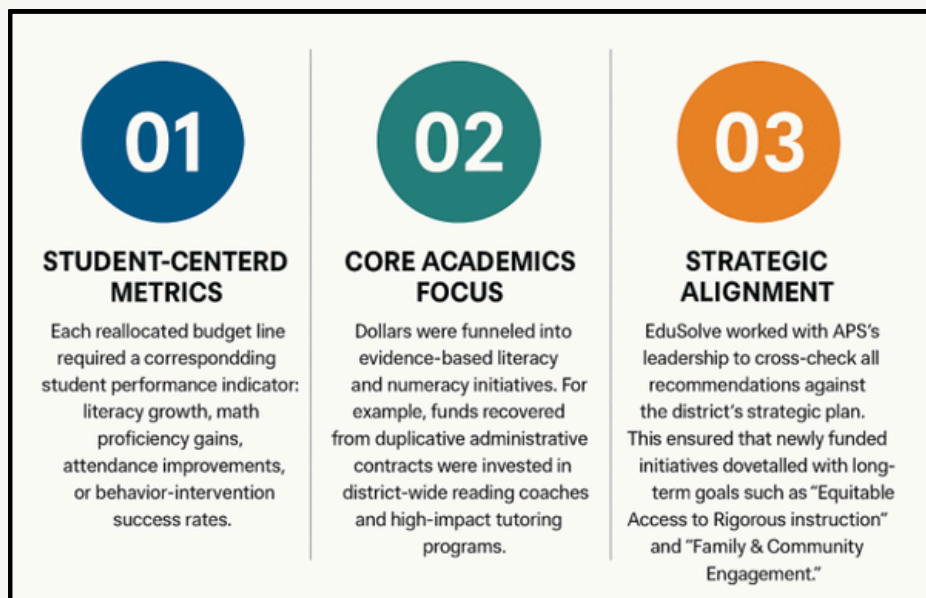 01
STUDENT-CENTERD
METRICS
Each reallocated budget line
required a correspondding
student performance indicator:
literacy growth, math
proficiency gains,
attendance improvements,
or behavior-intervention
success rates.
02
CORE ACADEMICS
FOCUS
Dollars were funneled into
evidence-based literacy
and numeracy initiatives. For
example, funds recovered
from duplicative administrative
contracts were invested in
district-wide reading coaches
and high-impact tutoring
programs.
03
STRATEGIC
ALIGNMENT
EduSolve worked with APS’s
leadership to cross-check all
recommendations against
the district’s strategic plan.
This ensured that newly funded
initiatives dovetalled with long-
term goals such as “Equitable
Access to Rigorous instruction”
and “Family & Community
Engagement.”